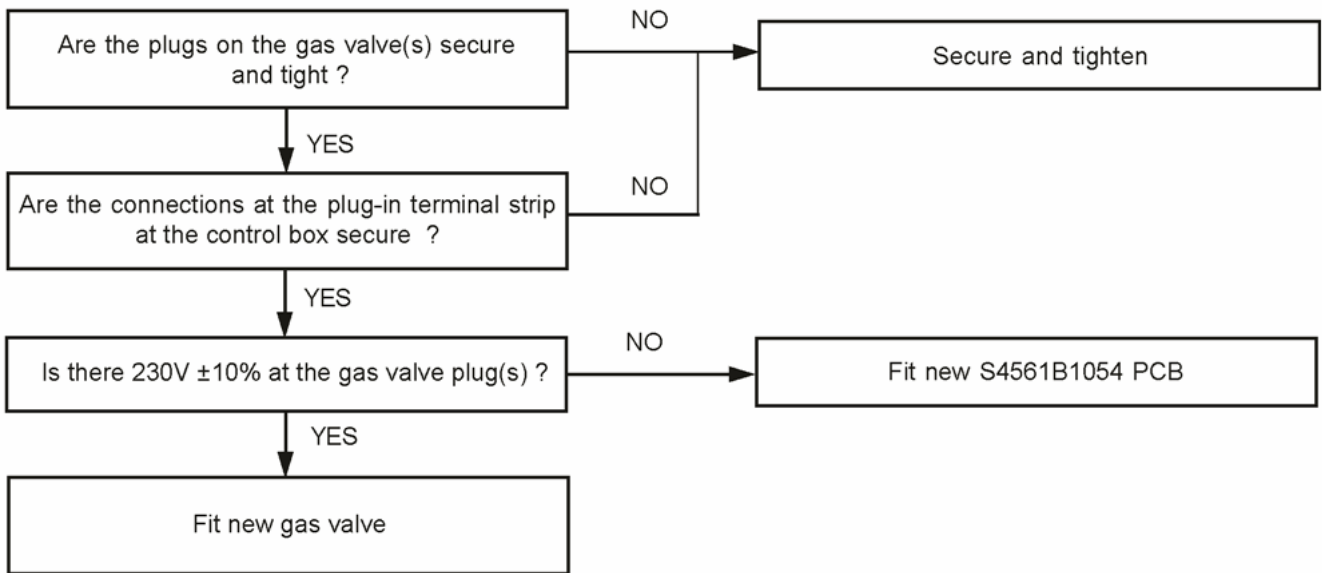 Are the plugs on the gas valve(s) secure
and tight ?
NO
Secure and tighten
YES
Are the connections at the plug-in terminal strip
at the control box secure ?
NO
YES
Is there 230V ±10% at the gas valve plug(s) ?
NO
Fit new S4561B1054 PCB
YES
Fit new gas valve